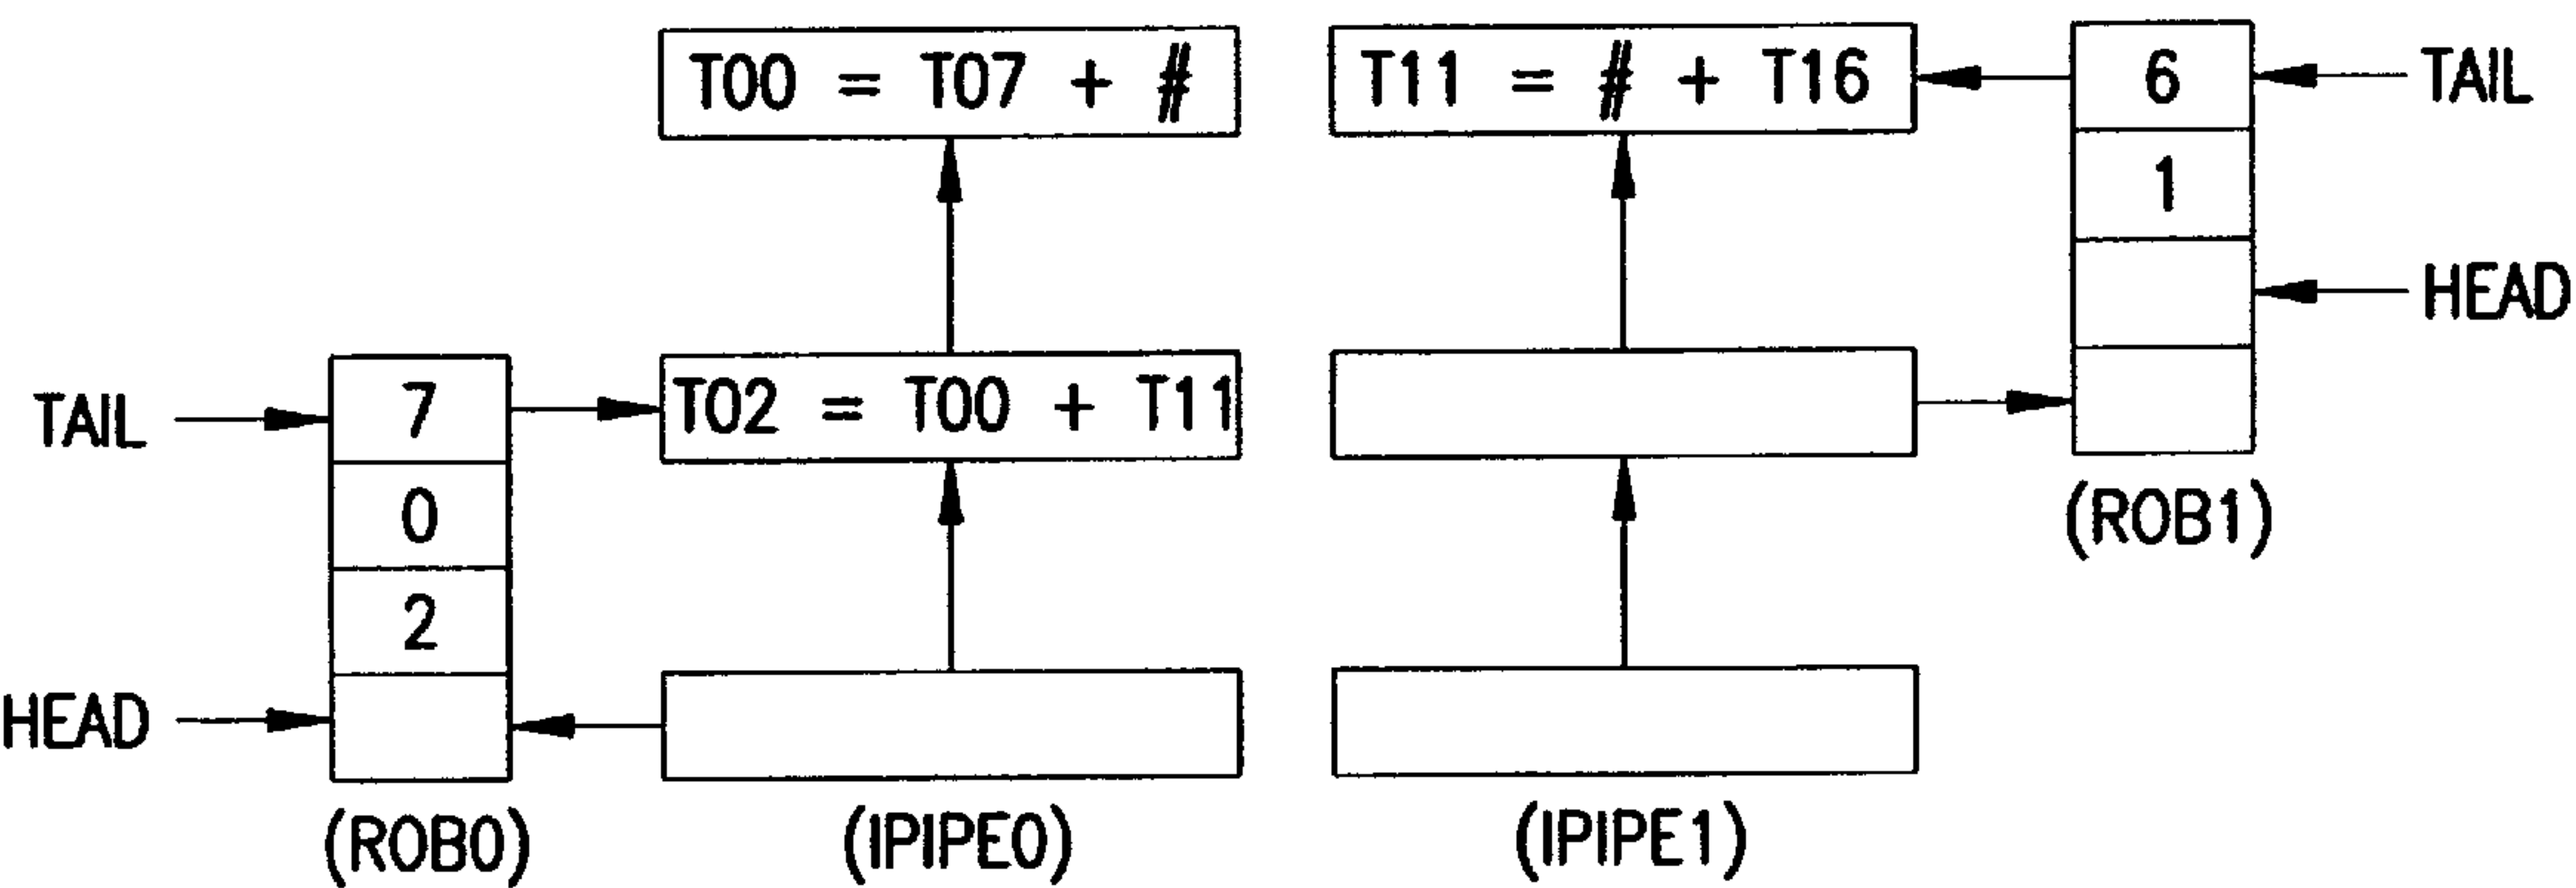 T00 = T07 + #
T11 = # + T16
6
TAIL
1
HEAD
TAIL
7
T02 = T00 + T11
0
2
HEAD
(ROB1)
(ROB0)
(IPIPE0)
(IPIPE1)